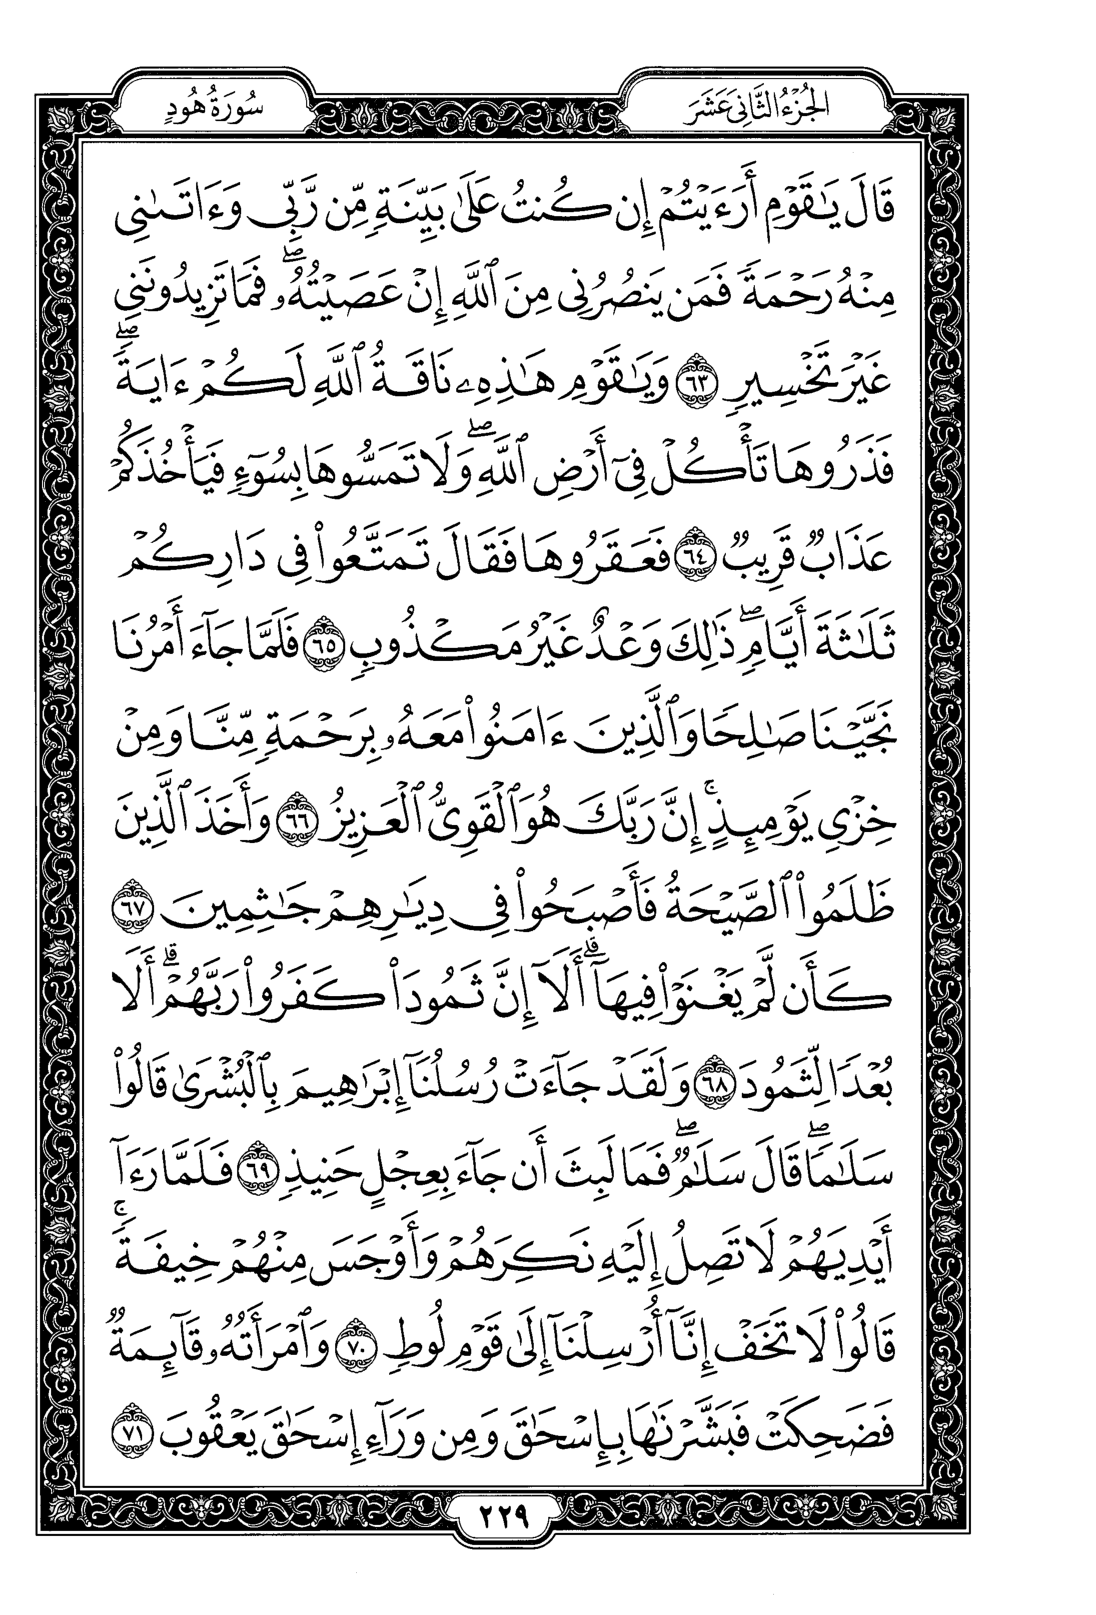 الجُزْءُ الثَّانِيَ عَشَرَ
سُورَةُ هُودٍ
قَالَ يَـٰقَوْمِ أَرَءَيْتُمْ إِن كُنتُ عَلَىٰ بَيِّنَةٍ مِّن رَّبِّى وَءَاتَىٰنِى
مِنْهُ رَحْمَةً فَمَن يَنصُرُنِى مِنَ ٱللَّهِ إِنْ عَصَيْتُهُۥ ۖ فَمَا تَزِيدُونَنِى
غَيْرَ تَخْسِيرٍ ٦٣ وَيَـٰقَوْمِ هَـٰذِهِۦ نَاقَةُ ٱللَّهِ لَكُمْ ءَايَةً ۖ
فَذَرُوهَا تَأْكُلْ فِىٓ أَرْضِ ٱللَّهِ ۖ وَلَا تَمَسُّوهَا بِسُوٓءٍ فَيَأْخُذَكُمْ
عَذَابٌ قَرِيبٌ ٦٤ فَعَقَرُوهَا فَقَالَ تَمَتَّعُوا۟ فِى دَارِكُمْ
ثَلَـٰثَةَ أَيَّامٍ ۖ ذَٰلِكَ وَعْدٌ غَيْرُ مَكْذُوبٍ ٦٥ فَلَمَّا جَآءَ أَمْرُنَا
نَجَّيْنَا صَـٰلِحًا وَٱلَّذِينَ ءَامَنُوا۟ مَعَهُۥ بِرَحْمَةٍ مِّنَّا وَمِنْ
خِزْىِ يَوْمِئِذٍ ۚ إِنَّ رَبَّكَ هُوَ ٱلْقَوِىُّ ٱلْعَزِيزُ ٦٦ وَأَخَذَ ٱلَّذِينَ
ظَلَمُوا۟ ٱلصَّيْحَةُ فَأَصْبَحُوا۟ فِى دِيَـٰرِهِمْ جَـٰثِمِينَ ٦٧
كَأَن لَّمْ يَغْنَوْا۟ فِيهَآ ۗ أَلَآ إِنَّ ثَمُودَا۟ كَفَرُوا۟ رَبَّهُمْ ۗ أَلَا
بُعْدًا لِّثَمُودَ ٦٨ وَلَقَدْ جَآءَتْ رُسُلُنَآ إِبْرَٰهِيمَ بِٱلْبُشْرَىٰ قَالُوا۟
سَلَـٰمًا ۖ قَالَ سَلَـٰمٌ ۖ فَمَا لَبِثَ أَن جَآءَ بِعِجْلٍ حَنِيذٍ ٦٩ فَلَمَّا رَءَآ
أَيْدِيَهُمْ لَا تَصِلُ إِلَيْهِ نَكِرَهُمْ وَأَوْجَسَ مِنْهُمْ خِيفَةً ۚ
قَالُوا۟ لَا تَخَفْ إِنَّآ أُرْسِلْنَآ إِلَىٰ قَوْمِ لُوطٍ ٧٠ وَٱمْرَأَتُهُۥ قَآئِمَةٌ
فَضَحِكَتْ فَبَشَّرْنَـٰهَا بِإِسْحَـٰقَ وَمِن وَرَآءِ إِسْحَـٰقَ يَعْقُوبَ ٧١
٢٢٩